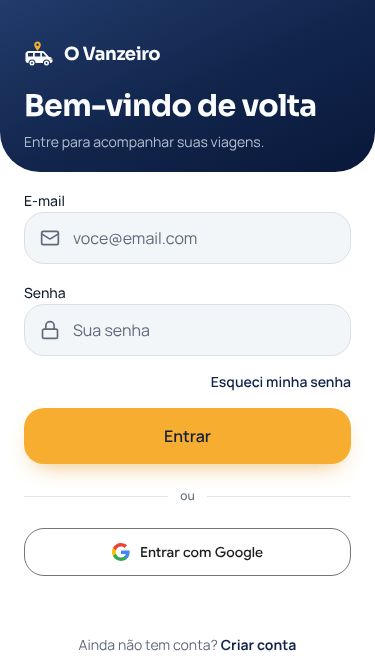 O Vanzeiro
Bem-vindo de volta
Entre para acompanhar suas viagens.
E-mail
voce@email.com
Senha
Sua senha
Esqueci minha senha
Entrar
ou
Entrar com Google
Ainda não tem conta? Criar conta